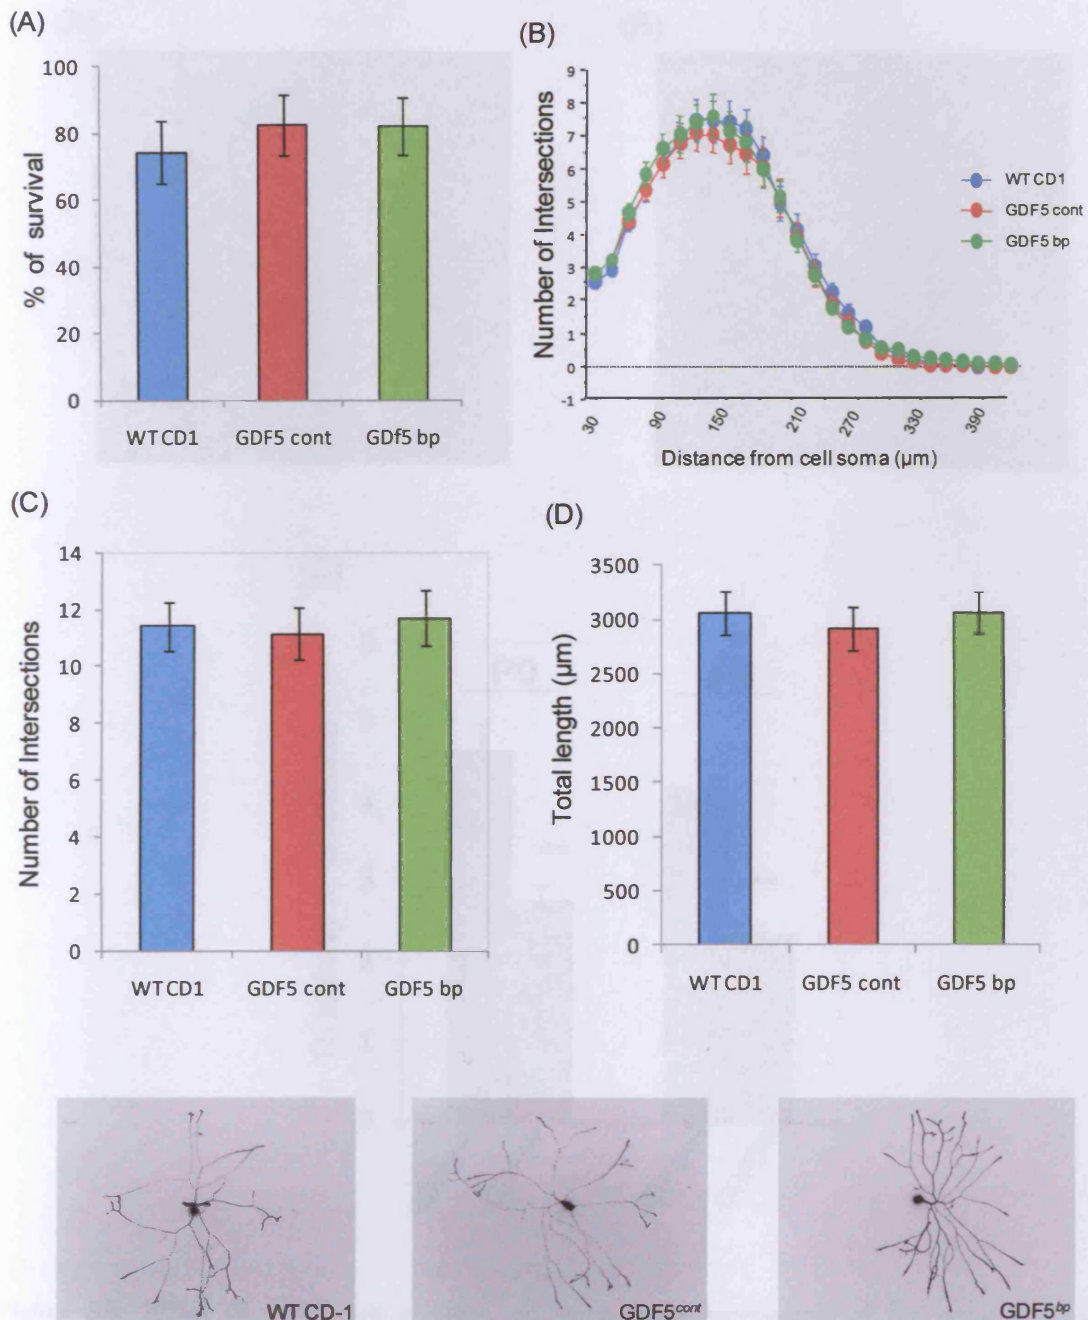 (A)
100
80
60
40
20
0
% of survival
WT CD1
GDF5 cont
GDf5 bp
(B)
9
8
7
6
5
4
3
2
1
0
-1
Number of Intersections
30
90
150
210
270
330
390
Distance from cell soma (µm)
WT CD1
GDF5 cont
GDF5 bp
(C)
14
12
10
8
6
4
2
0
Number of Intersections
WT CD1
GDF5 cont
GDF5 bp
(D)
3500
3000
2500
2000
1500
1000
500
0
Total length (µm)
WT CD1
GDF5 cont
GDF5 bp
WT CD-1
GDF5cont
GDF5bp